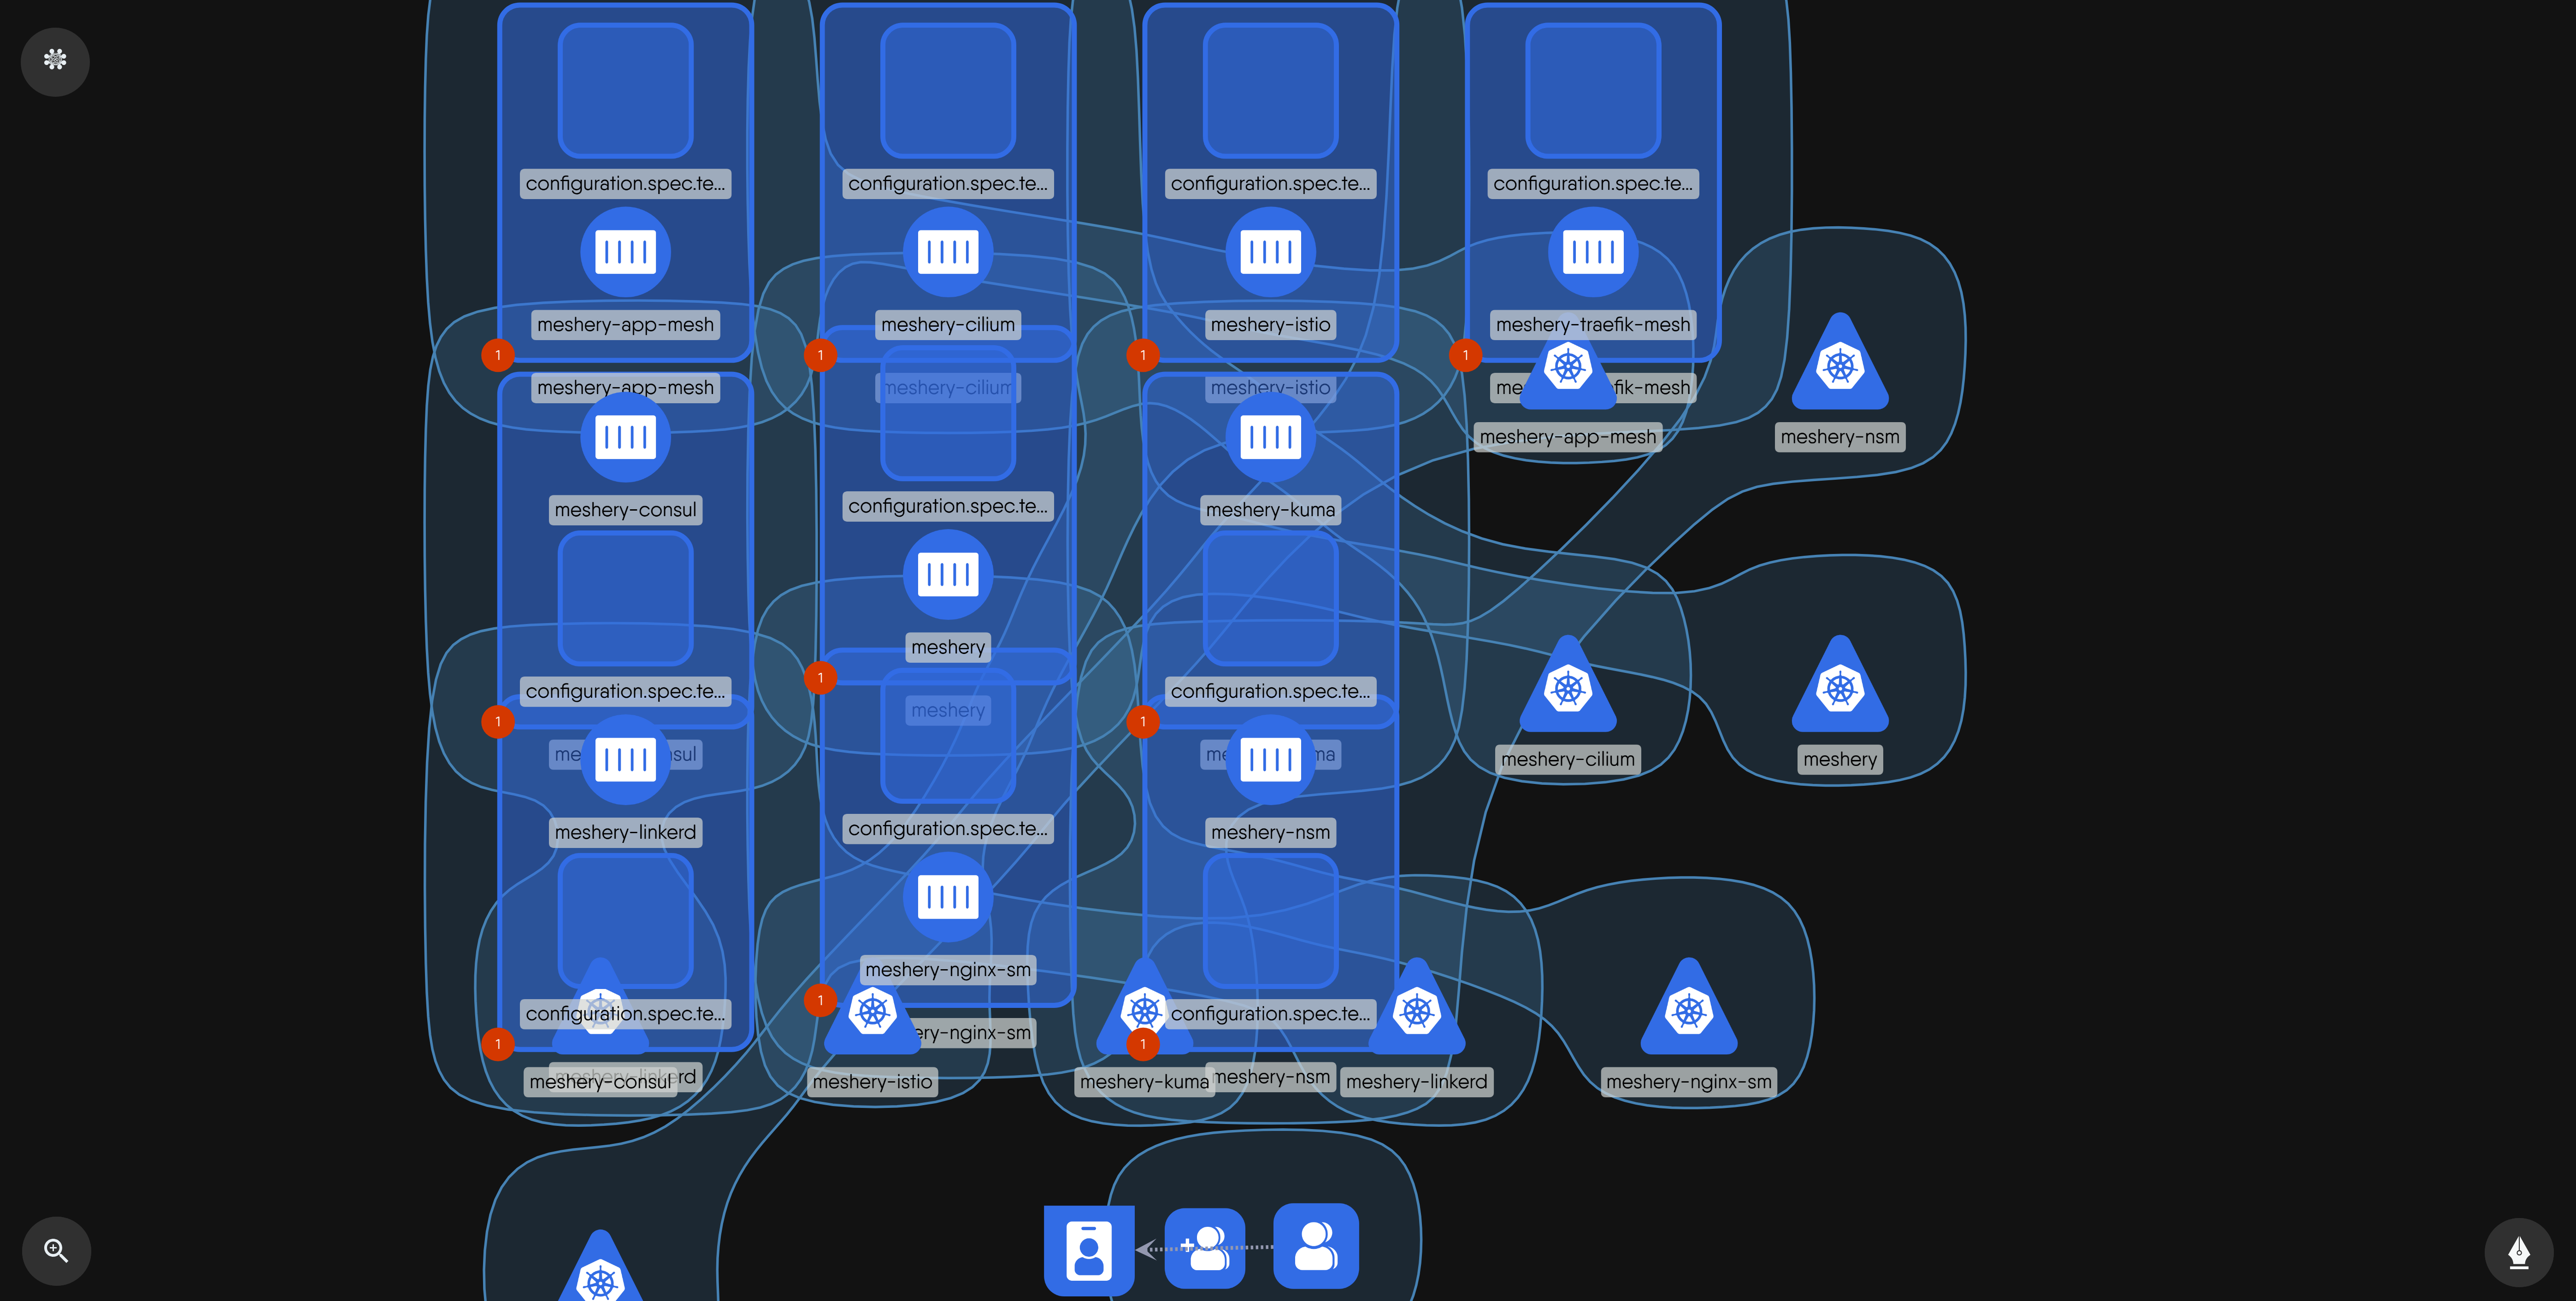 configuration.spec.te...
configuration.spec.te...
configuration.spec.te...
configuration.spec.te...
meshery-app-mesh
meshery-cilium
meshery-istio
meshery-traefik-mesh
1
1
1
1
meshery-app-mesh
meshery-cilium
meshery-istio
me fik-mesh
meshery-app-mesh
meshery-nsm
meshery-consul
configuration.spec.te...
meshery-kuma
meshery
1
configuration.spec.te...
configuration.spec.te...
meshery
1
1
me sul
me ma
meshery-cilium
meshery
meshery-linkerd
configuration.spec.te...
meshery-nsm
meshery-nginx-sm
1
configuration.spec.te...
configuration.spec.te...
ery-nginx-sm
1
1
meshery-consul
rd
meshery-istio
meshery-kuma
meshery-nsm
meshery-linkerd
meshery-nginx-sm